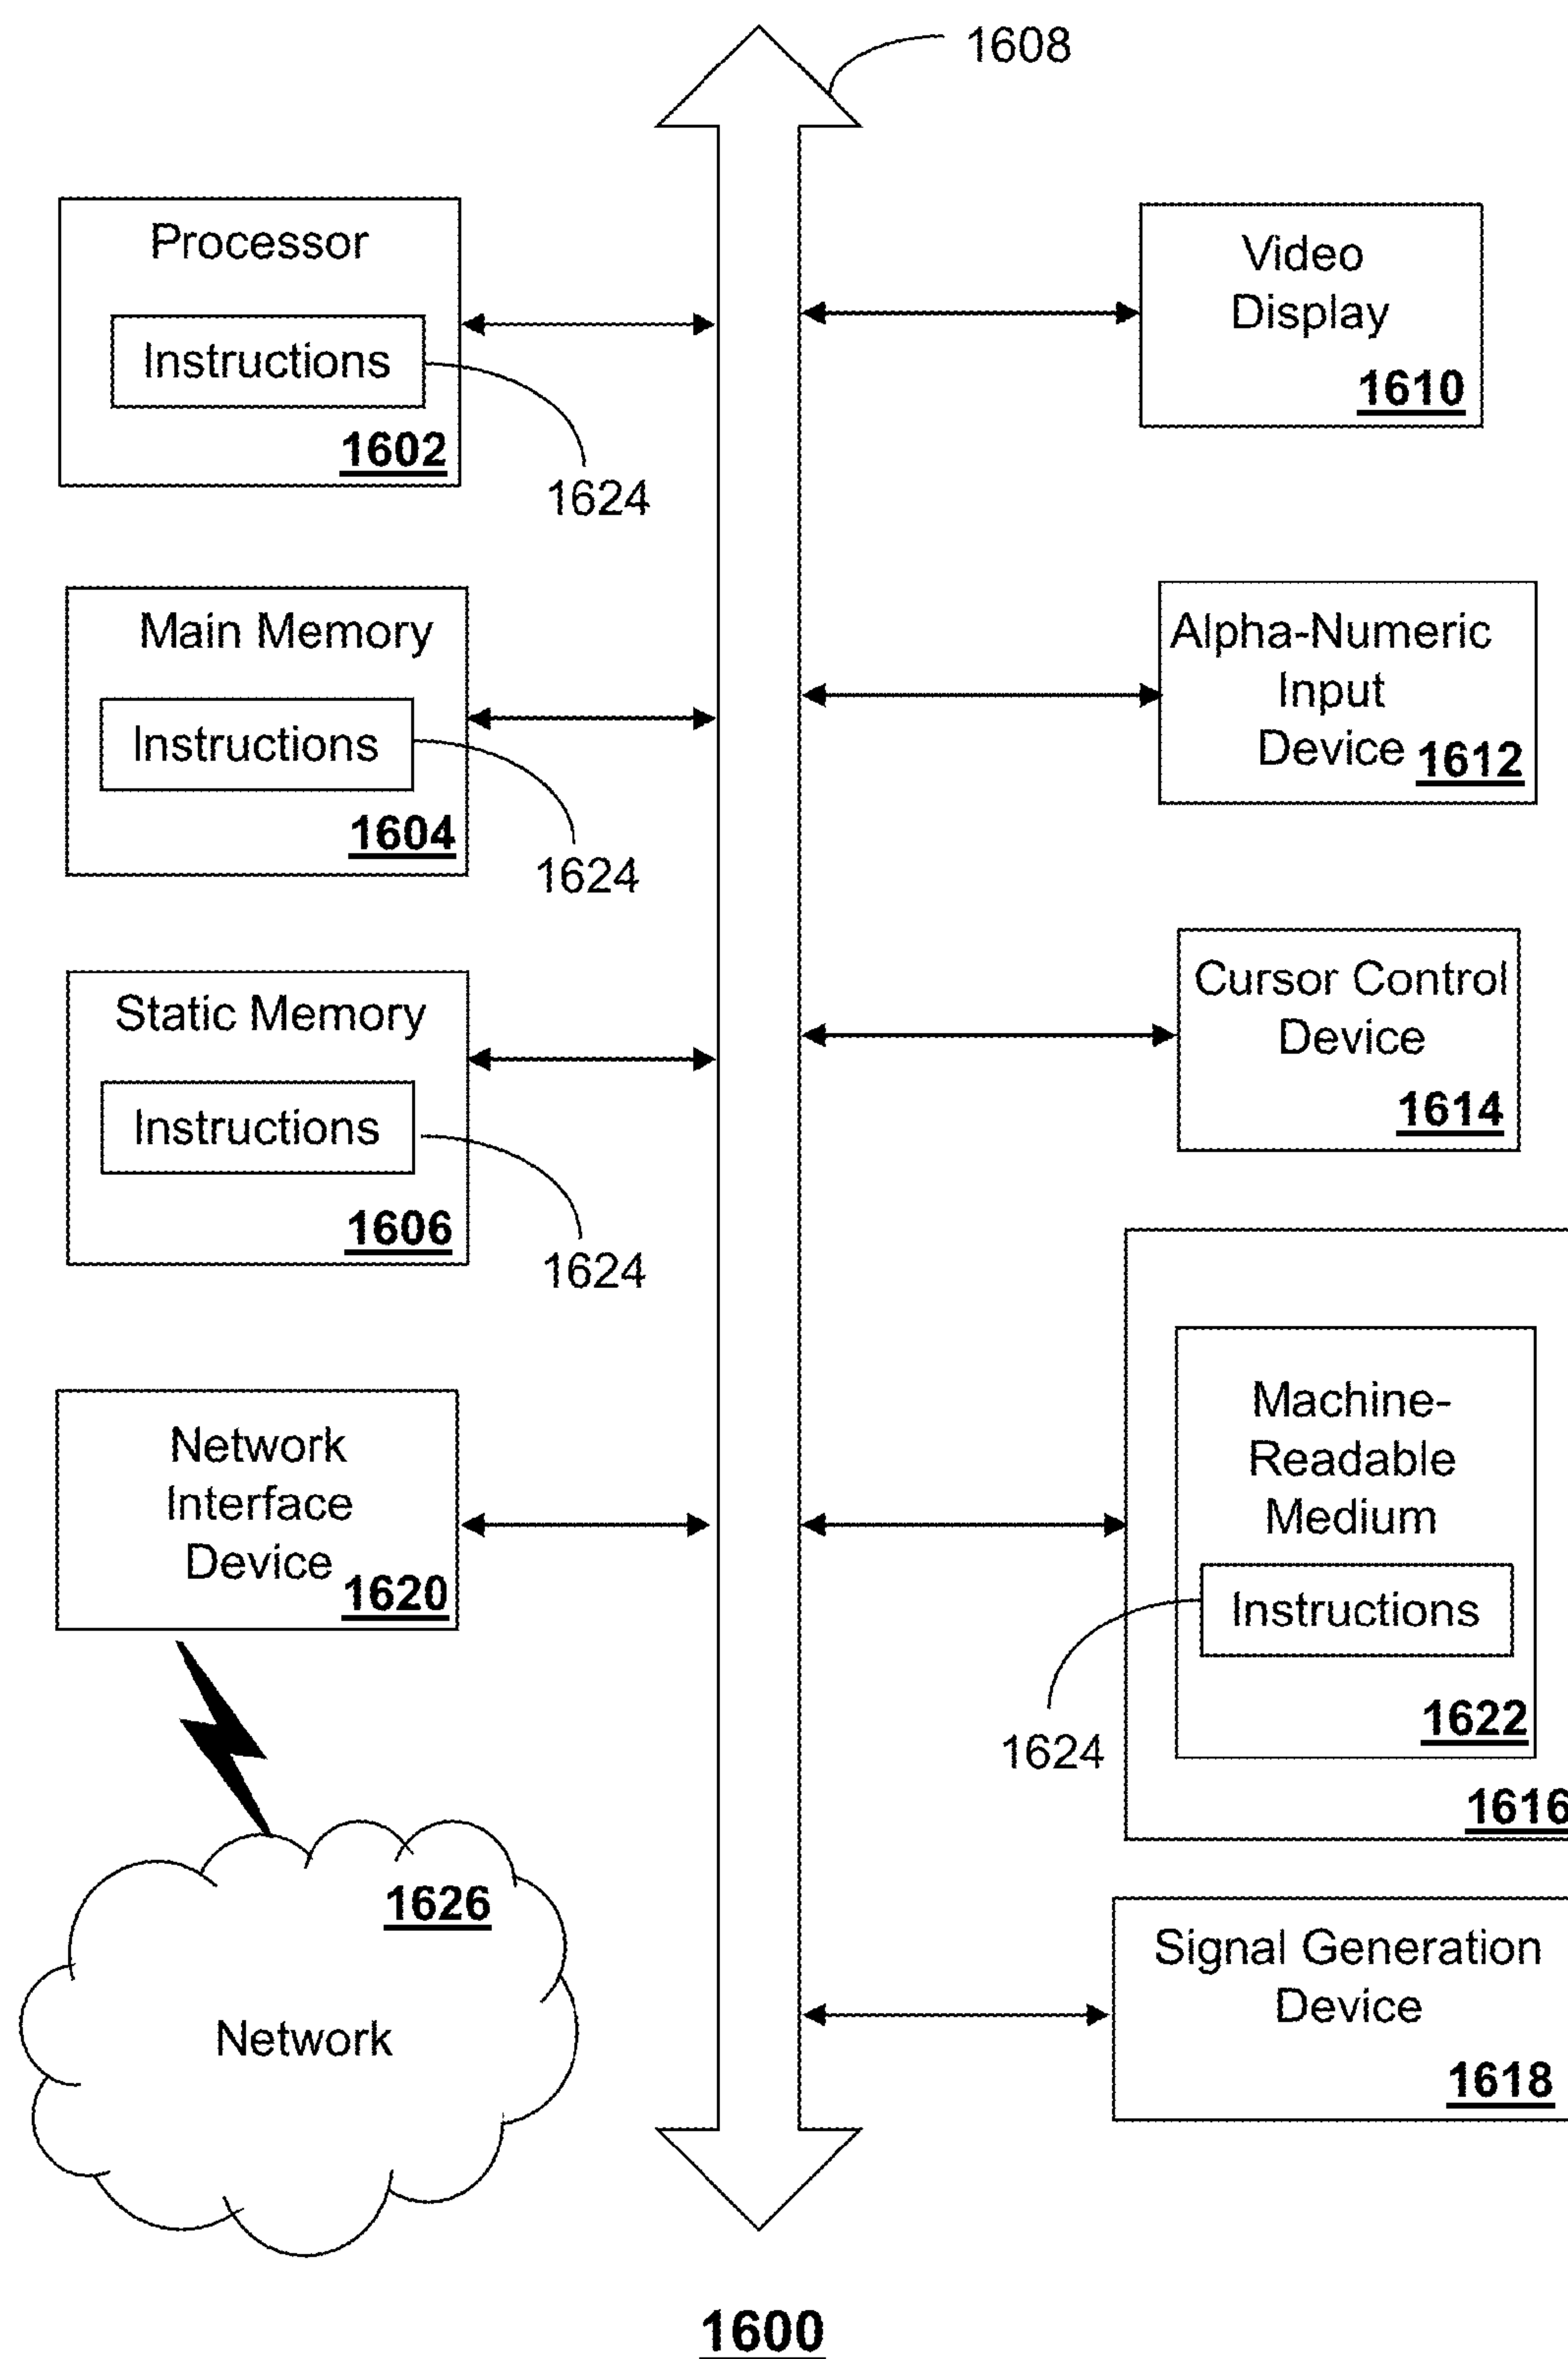 1608
Processor
Instructions
1602
1624
Video
Display
1610
Main Memory
Instructions
1604
1624
Alpha-Numeric
Input
Device 1612
Static Memory
Instructions
1606
1624
Cursor Control
Device
1614
Network
Interface
Device 1620
Machine-
Readable
Medium
Instructions
1622
1624
1616
1626
Network
Signal Generation
Device
1618
1600